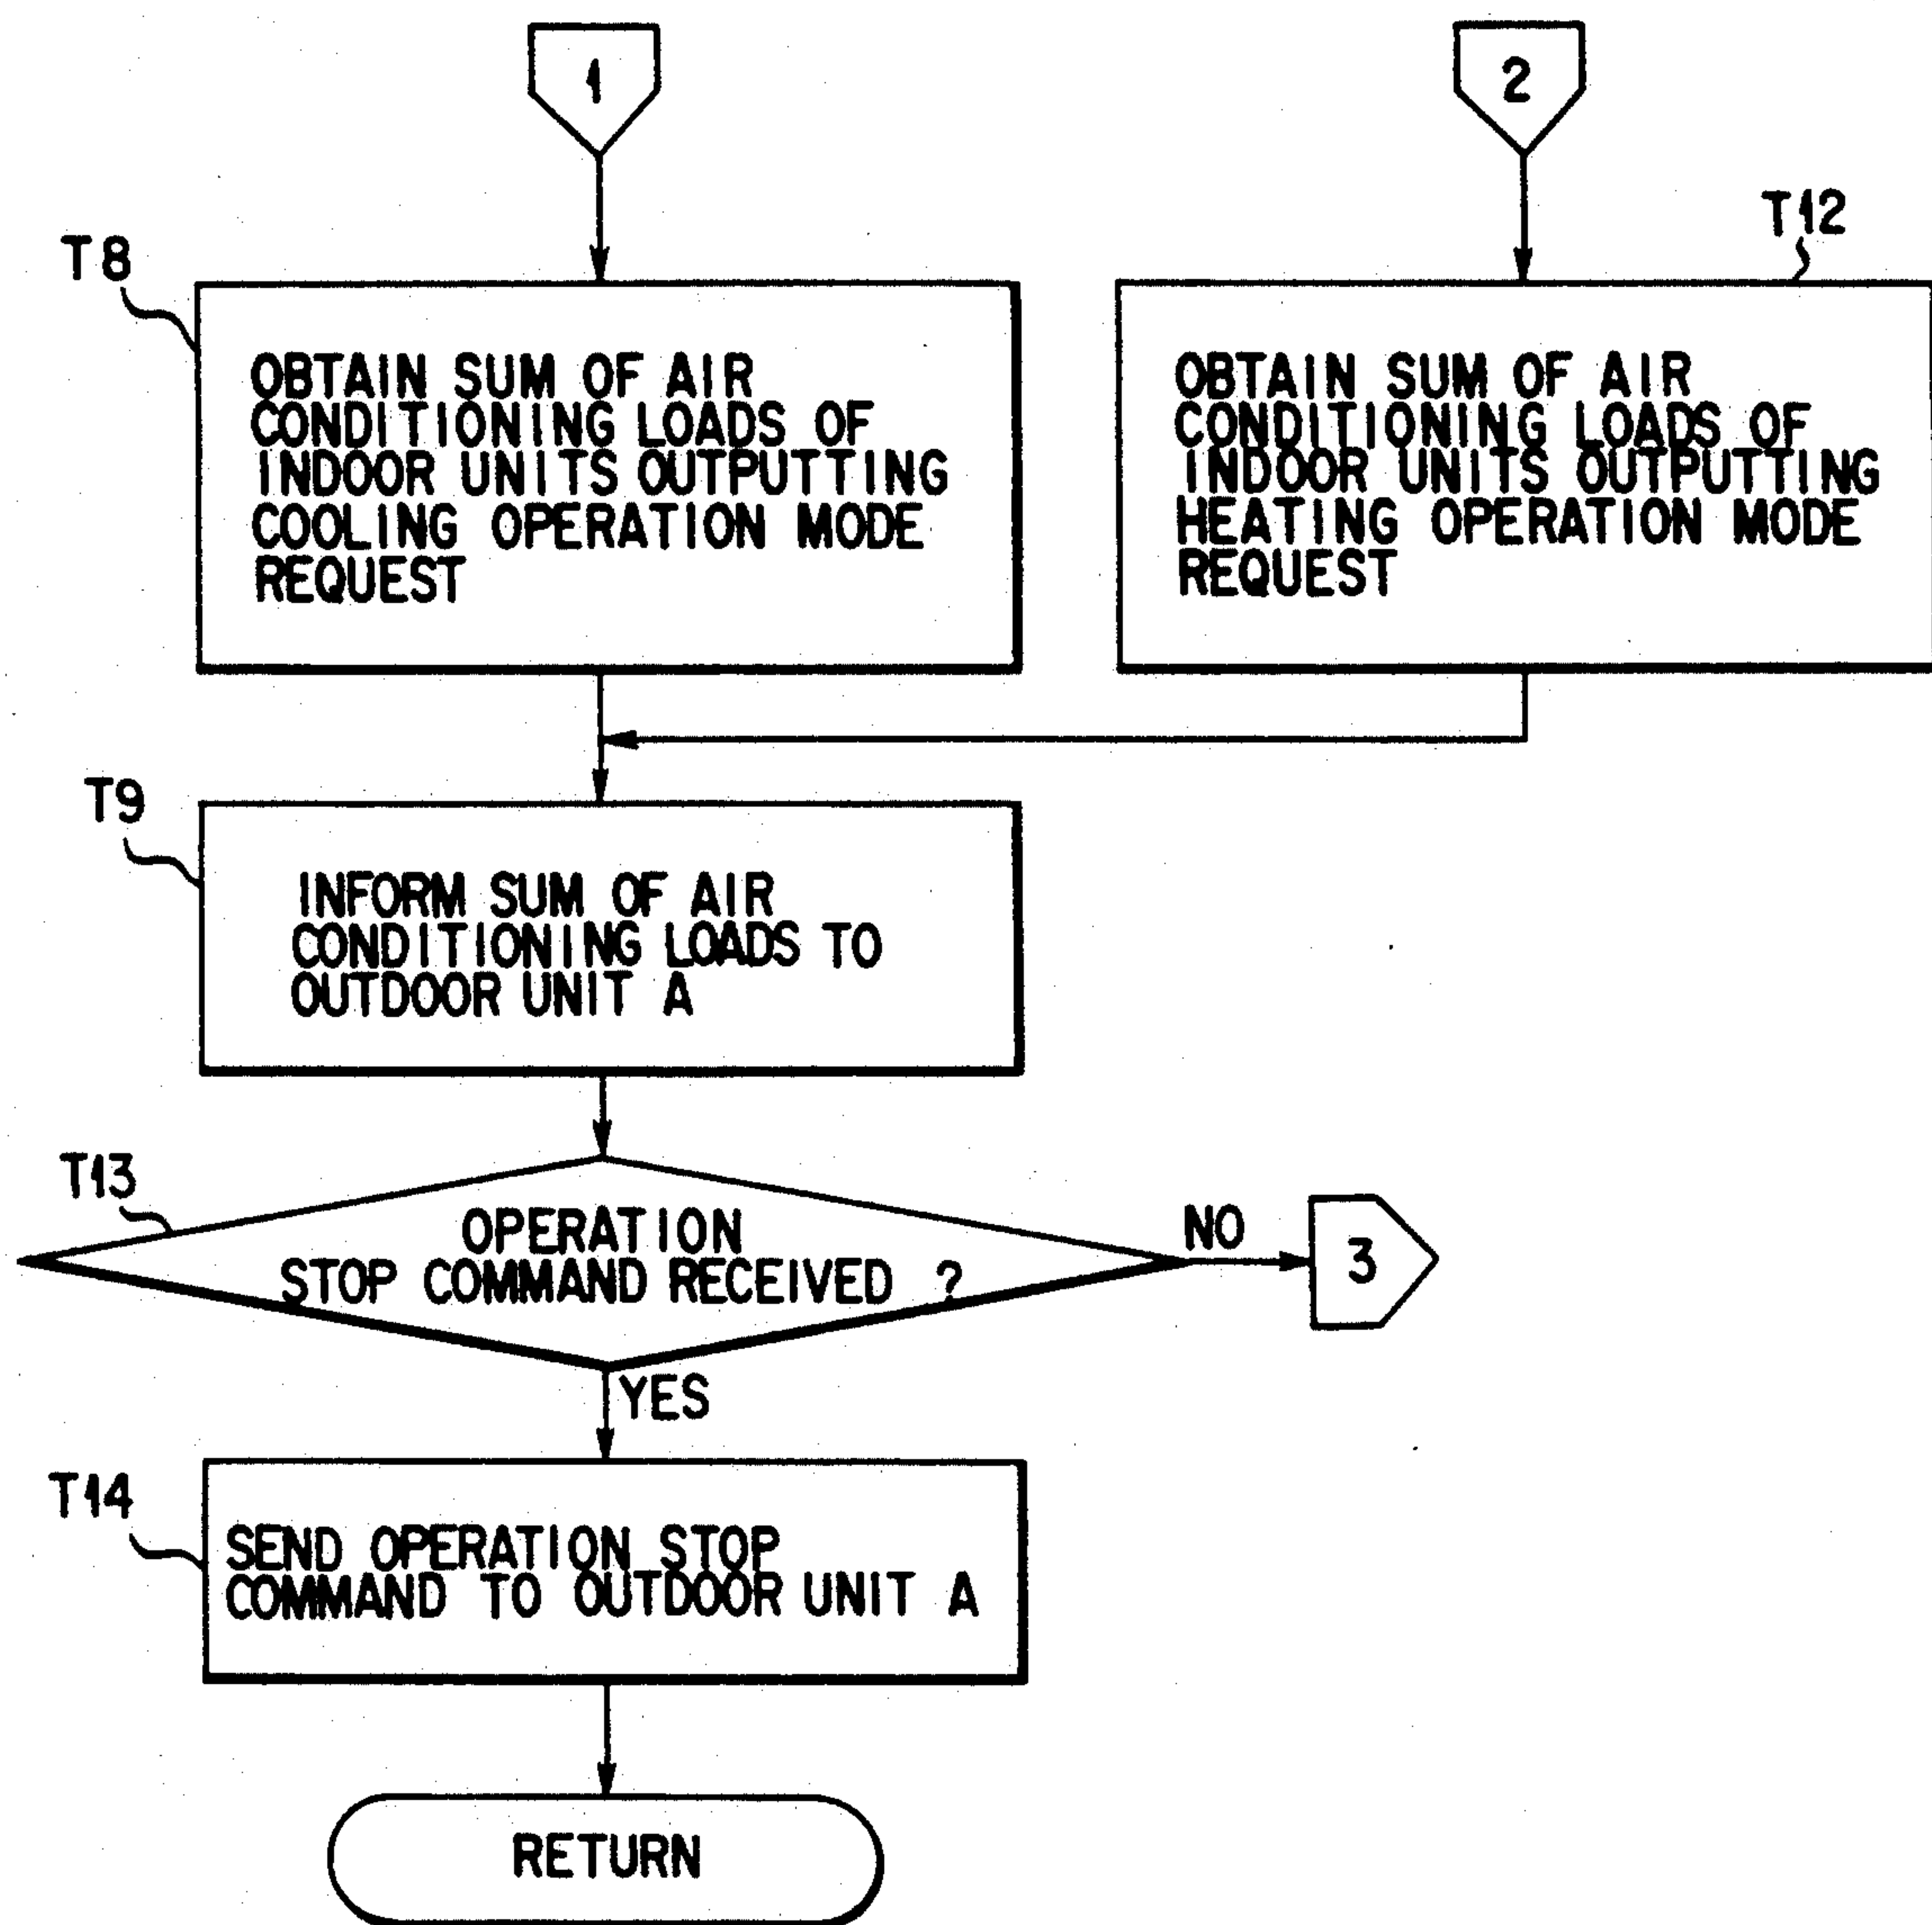 1
2
T8
T12
OBTAIN SUM OF AIR
CONDITIONING LOADS OF
INDOOR UNITS OUTPUTTING
COOLING OPERATION MODE
REQUEST
OBTAIN SUM OF AIR
CONDITIONING LOADS OF
INDOOR UNITS OUTPUTTING
HEATING OPERATION MODE
REQUEST
T9
INFORM SUM OF AIR
CONDITIONING LOADS TO
OUTDOOR UNIT A
T13
OPERATION
STOP COMMAND RECEIVED ?
NO
3
YES
T14
SEND OPERATION STOP
COMMAND TO OUTDOOR UNIT A
RETURN